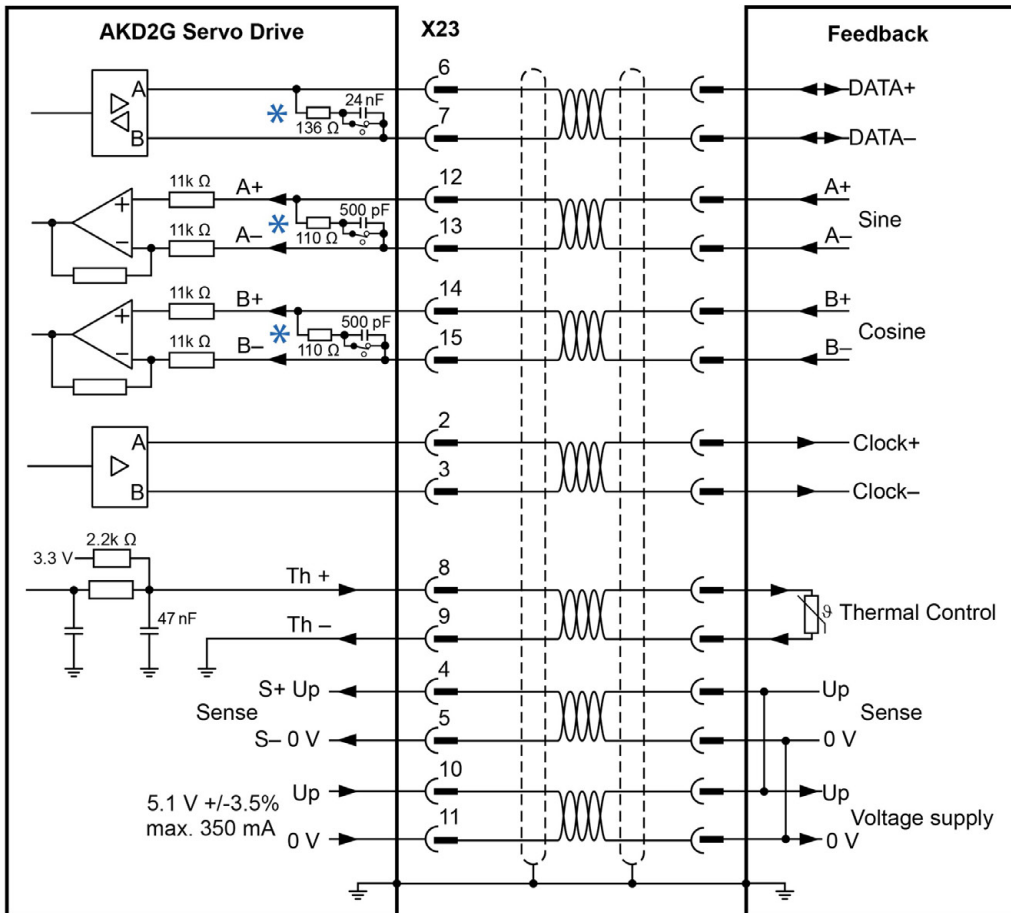 AKD2G Servo Drive
X23
Feedback
A
B
*
136 Ω
24 nF
6
7
DATA+
DATA–
11k Ω
11k Ω
+
–
A+
A–
*
110 Ω
500 pF
12
13
A+
Sine
A–
11k Ω
11k Ω
+
–
B+
B–
*
110 Ω
500 pF
14
15
B+
Cosine
B–
A
B
2
3
Clock+
Clock–
2.2k Ω
3.3 V
47 nF
Th +
Th –
8
9
ϑ Thermal Control
S+ Up
Sense
S– 0 V
4
5
Up
Sense
0 V
5.1 V +/-3.5%
max. 350 mA
Up
0 V
10
11
Up
Voltage supply
0 V